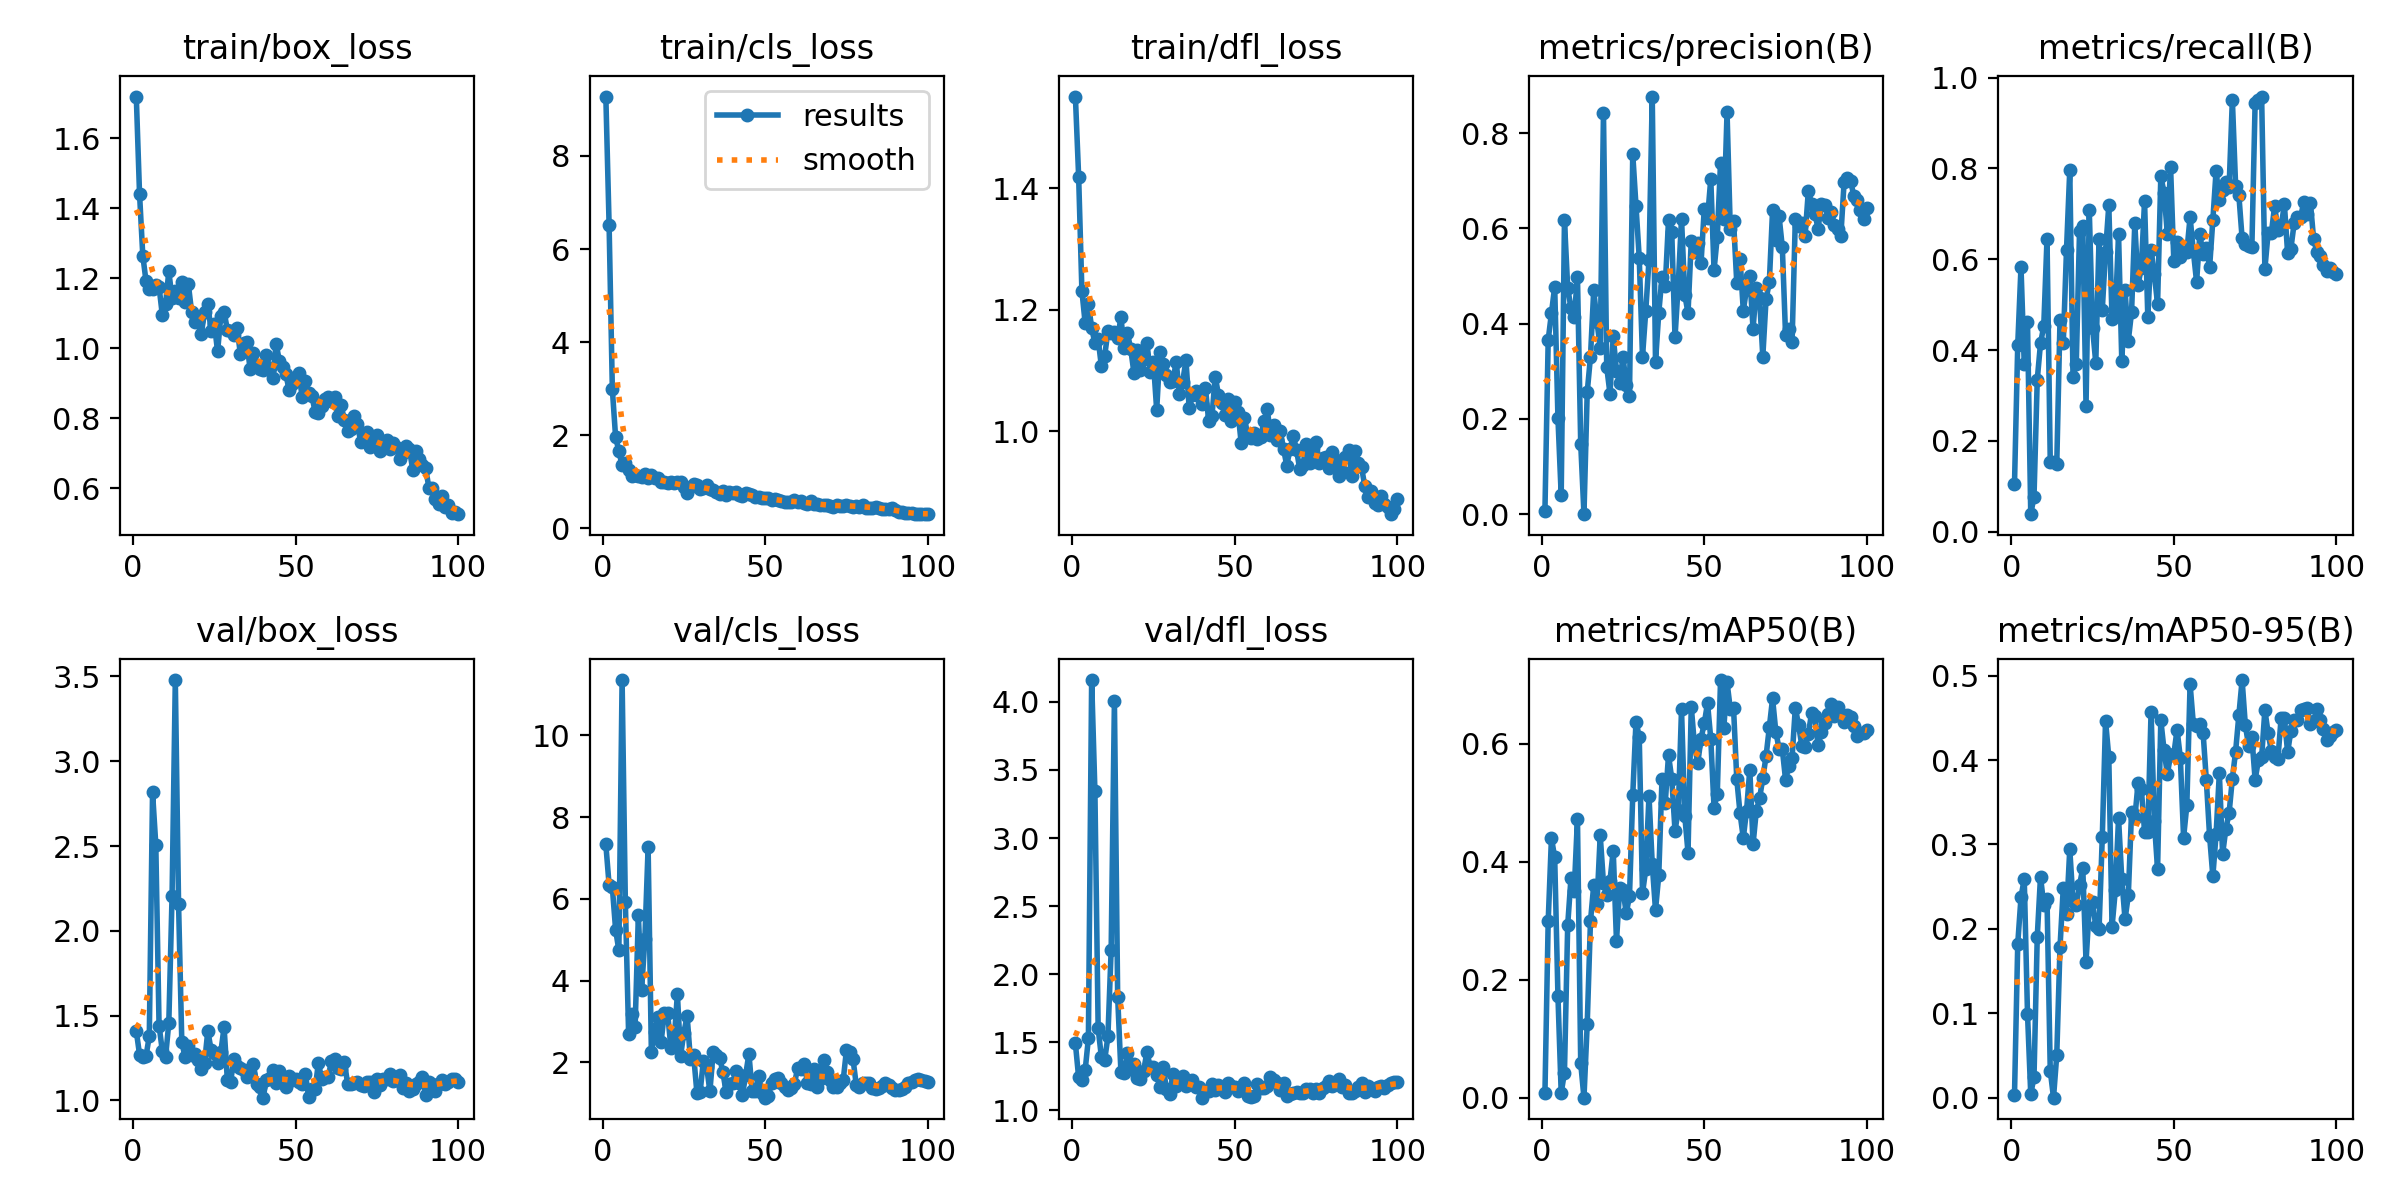 train/box_loss
1.6
1.4
1.2
1.0
0.8
0.6
0 50 100
train/cls_loss
results
smooth
8
6
4
2
0
0 50 100
train/dfl_loss
1.4
1.2
1.0
0 50 100
metrics/precision(B)
0.8
0.6
0.4
0.2
0.0
0 50 100
metrics/recall(B)
1.0
0.8
0.6
0.4
0.2
0.0
0 50 100
val/box_loss
3.5
3.0
2.5
2.0
1.5
1.0
0 50 100
val/cls_loss
10
8
6
4
2
0 50 100
val/dfl_loss
4.0
3.5
3.0
2.5
2.0
1.5
1.0
0 50 100
metrics/mAP50(B)
0.6
0.4
0.2
0.0
0 50 100
metrics/mAP50-95(B)
0.5
0.4
0.3
0.2
0.1
0.0
0 50 100